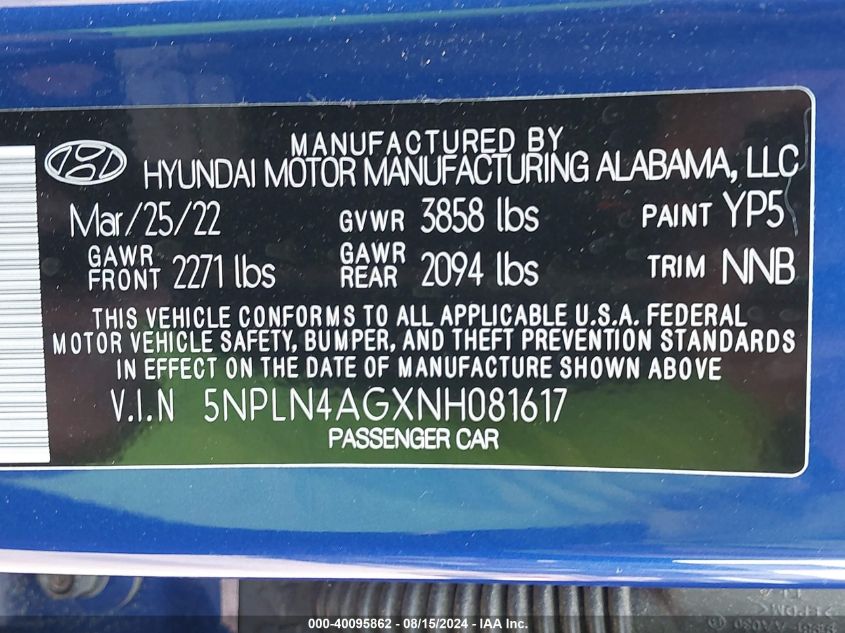 MANUFACTURED BY
HYUNDAI MOTOR MANUFACTURING ALABAMA, LLC
Mar/25/22 GVWR 3858 lbs PAINT YP5
GAWR FRONT 2271 lbs GAWR REAR 2094 lbs TRIM NNB
THIS VEHICLE CONFORMS TO ALL APPLICABLE U.S.A. FEDERAL
MOTOR VEHICLE SAFETY, BUMPER, AND THEFT PREVENTION STANDARDS
IN EFFECT ON THE DATE OF MANUFACTURE SHOWN ABOVE
V.I.N 5NPLN4AGXNH081617
PASSENGER CAR
000-40095862 - 08/15/2024 - IAA Inc.